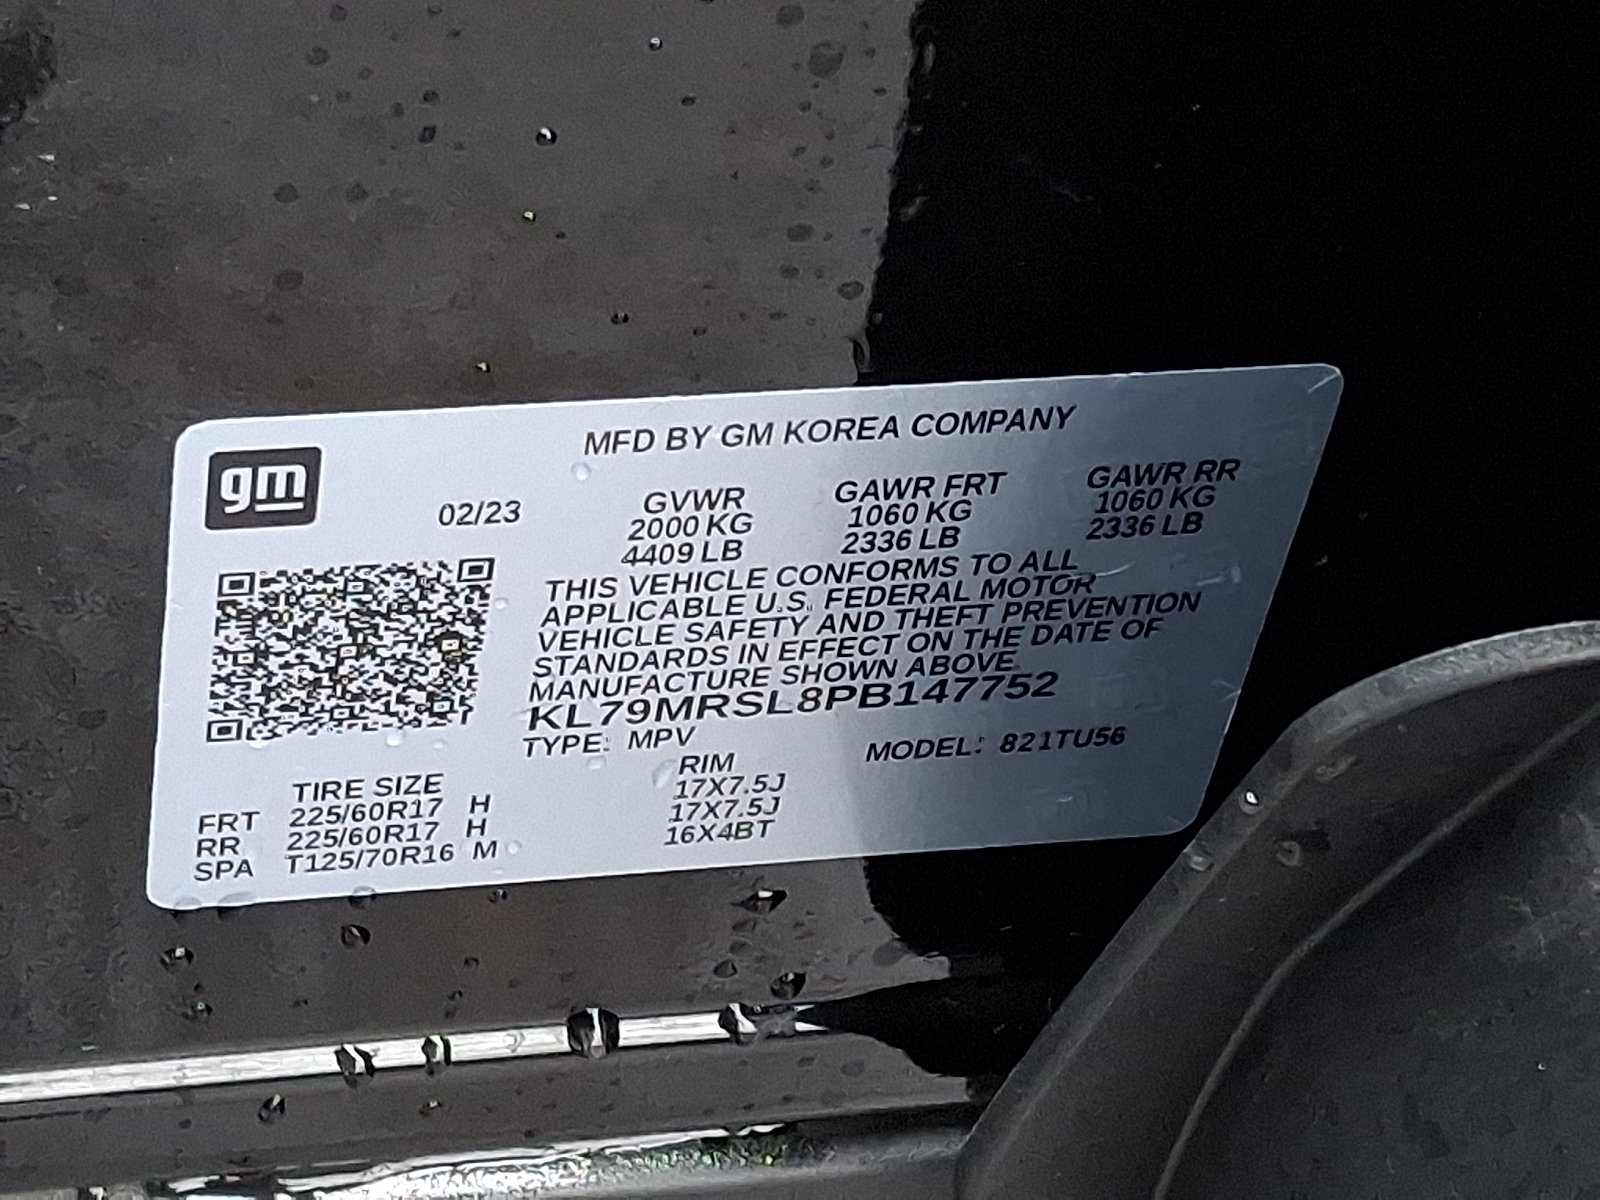 gm
MFD BY GM KOREA COMPANY
02/23
GVWR GAWR FRT GAWR RR
2000 KG 1060 KG 1060 KG
4409 LB 2336 LB 2336 LB
THIS VEHICLE CONFORMS TO ALL
APPLICABLE U.S. FEDERAL MOTOR
VEHICLE SAFETY AND THEFT PREVENTION
STANDARDS IN EFFECT ON THE DATE OF
MANUFACTURE SHOWN ABOVE
KL79MRSL8PB147752
TYPE: MPV MODEL: 821TU56
TIRE SIZE RIM
FRT 225/60R17 H 17X7.5J
RR 225/60R17 H 17X7.5J
SPA T125/70R16 M 16X4BT